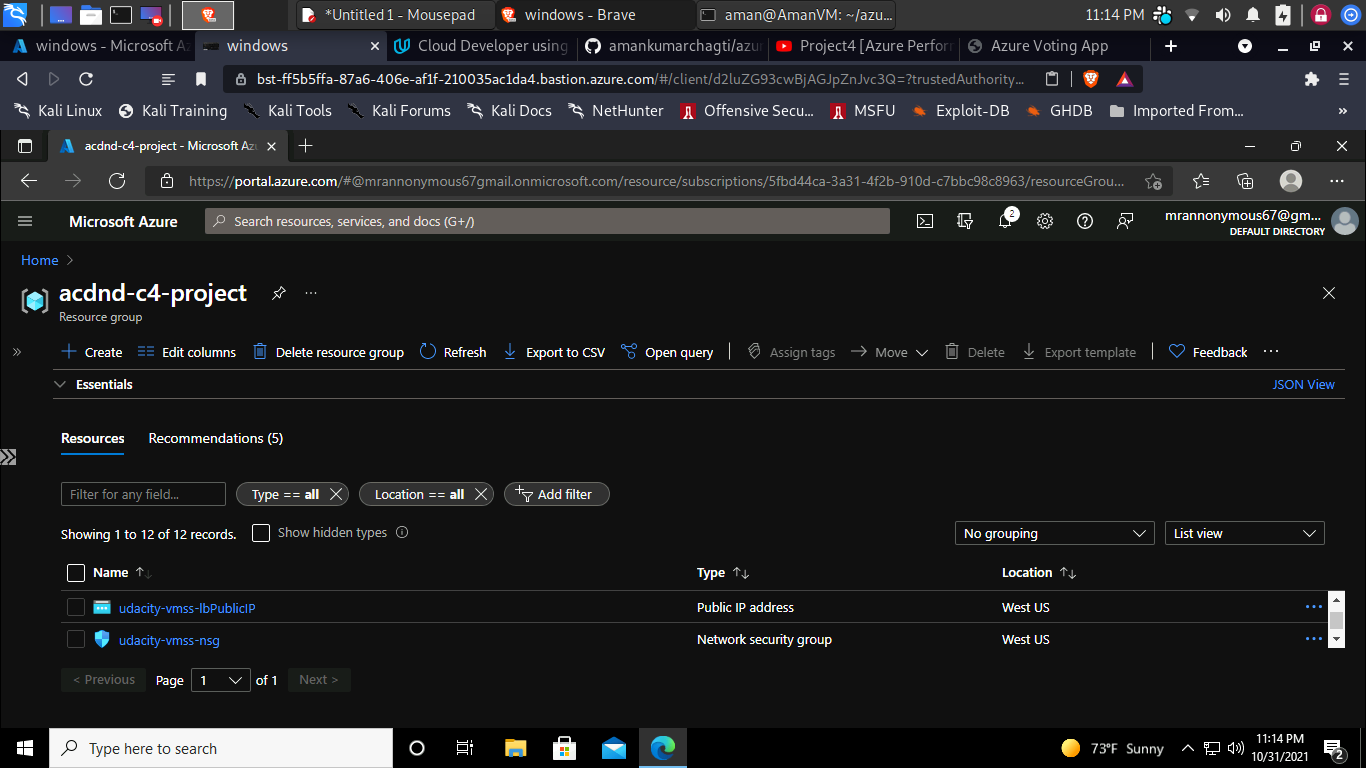 *Untitled 1 - Mousepad
windows - Brave
aman@AmanVM: ~/azu...
11:14 PM
windows - Microsoft Az
windows
Cloud Developer using
amankumarchagti/azur
Project4 [Azure Perform
Azure Voting App
bst-ff5b5ffa-87a6-406e-af1f-210035ac1da4.bastion.azure.com/#/client/d2luZG93cwBjAGJpZnJvc3Q=?trustedAuthority...
Kali Linux
Kali Training
Kali Tools
Kali Forums
Kali Docs
NetHunter
Offensive Secu...
MSFU
Exploit-DB
GHDB
Imported From...
»
acdnd-c4-project - Microsoft Azu
https://portal.azure.com/#@mrannonymous67gmail.onmicrosoft.com/resource/subscriptions/5fbd44ca-3a31-4f2b-910d-c7bbc98c8963/resourceGrou...
Microsoft Azure
Search resources, services, and docs (G+/)
2
mrannonymous67@gm...
DEFAULT DIRECTORY
Home
acdnd-c4-project
Resource group
Create
Edit columns
Delete resource group
Refresh
Export to CSV
Open query
Assign tags
Move
Delete
Export template
Feedback
Essentials
JSON View
Resources
Recommendations (5)
Filter for any field...
Type == all
Location == all
Add filter
Showing 1 to 12 of 12 records.
Show hidden types
No grouping
List view
Name
Type
Location
udacity-vmss-lbPublicIP
Public IP address
West US
udacity-vmss-nsg
Network security group
West US
< Previous
Page
1
of 1
Next >
Type here to search
73°F Sunny
11:14 PM
10/31/2021
2